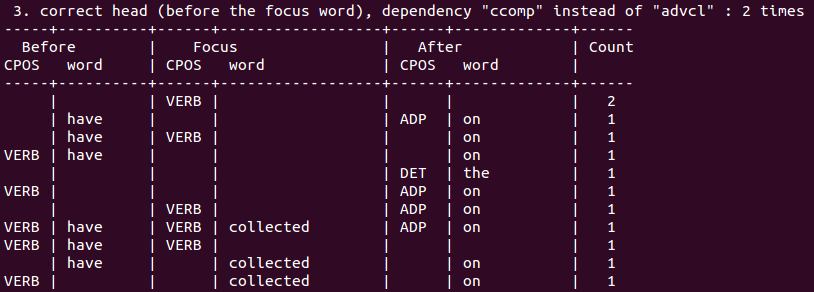 3. correct head (before the focus word), dependency "ccomp" instead of "advcl" : 2 times
-----+-------------+------+-------------------+------+--------------+------
  Before        |    Focus                 |   After             | Count
CPOS   word     | CPOS   word              | CPOS   word         |
-----+-------------+------+-------------------+------+--------------+------
     |          | VERB |                   |      |              |   2
     | have     |      |                   | ADP  | on           |   1
     | have     | VERB |                   |      | on           |   1
VERB | have     |      |                   |      | on           |   1
     |          |      |                   | DET  | the          |   1
VERB |          |      |                   | ADP  | on           |   1
     |          | VERB |                   | ADP  | on           |   1
VERB | have     | VERB | collected         | ADP  | on           |   1
VERB | have     | VERB |                   |      |              |   1
     | have     |      | collected         |      | on           |   1
VERB |          |      | collected         |      | on           |   1